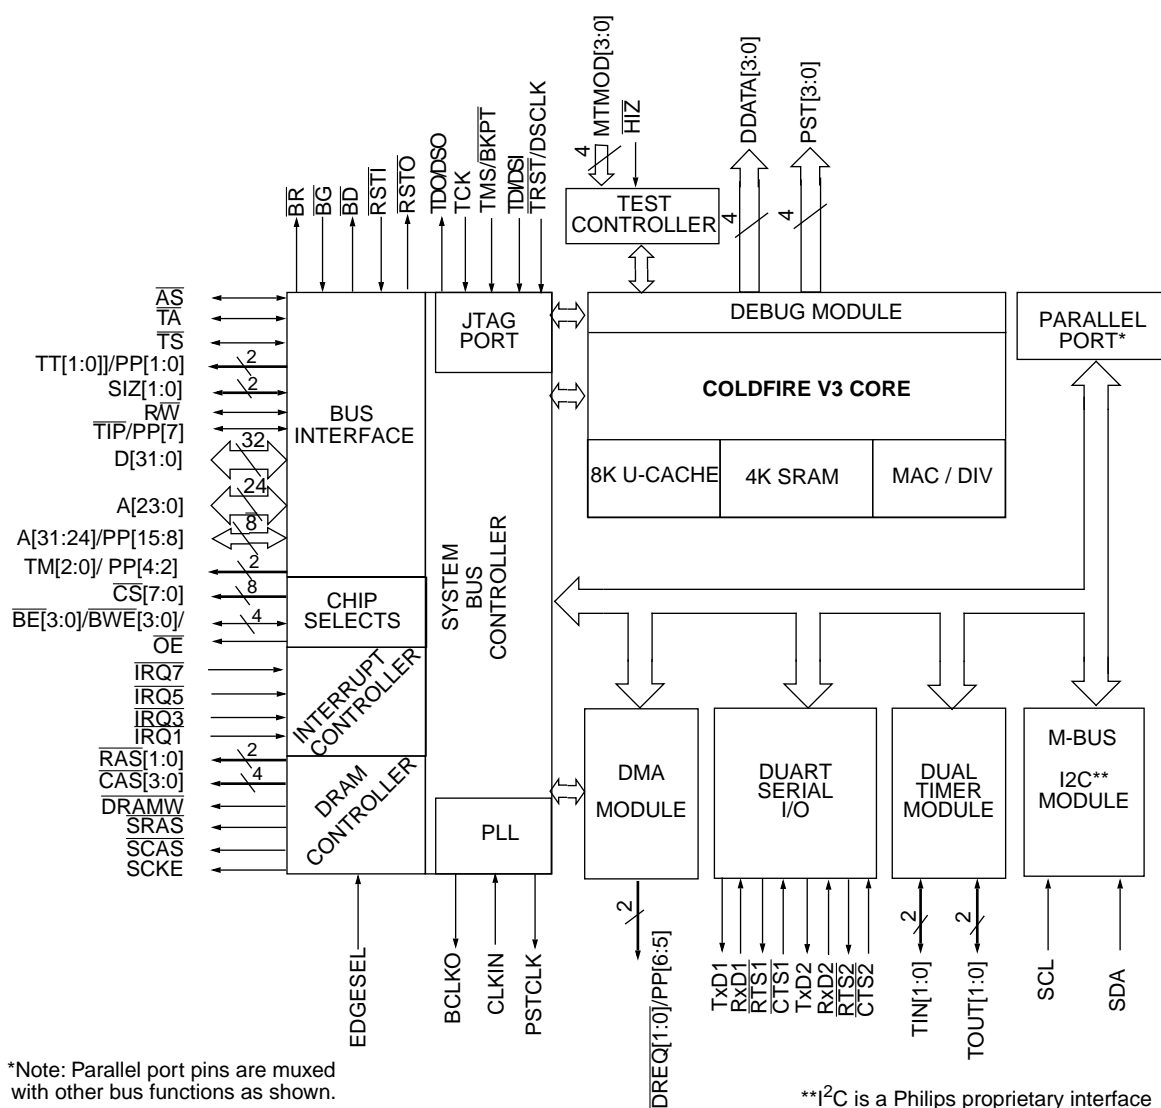 MTMOD[3:0]
HIZ
DDATA[3:0]
PST[3:0]
4
4
4
BR
BG
BD
RSTI
RSTO
TDO/DSO
TCK
TMS/BKPT
TDI/DSI
TRST/DSCLK
TEST
CONTROLLER
AS
TA
TS
TT[1:0]]/PP[1:0]
2
SIZ[1:0]
2
R/W
TIP/PP[7]
D[31:0]
32
A[23:0]
24
A[31:24]/PP[15:8]
8
TM[2:0]/ PP[4:2]
2
CS[7:0]
8
BE[3:0]/BWE[3:0]/
4
OE
IRQ7
IRQ5
IRQ3
IRQ1
RAS[1:0]
2
CAS[3:0]
4
DRAMW
SRAS
SCAS
SCKE
BUS
INTERFACE
CHIP
SELECTS
INTERRUPT
CONTROLLER
DRAM
CONTROLLER
JTAG
PORT
SYSTEM
BUS
CONTROLLER
PLL
DEBUG MODULE
COLDFIRE V3 CORE
8K U-CACHE
4K SRAM
MAC / DIV
PARALLEL
PORT*
DMA
MODULE
DUART
SERIAL
I/O
DUAL
TIMER
MODULE
M-BUS
I2C**
MODULE
EDGESEL
BCLKO
CLKIN
PSTCLK
2
DREQ[1:0]/PP[6:5]
TxD1
RxD1
RTS1
CTS1
TxD2
RxD2
RTS2
CTS2
2
TIN[1:0]
2
TOUT[1:0]
SCL
SDA
*Note: Parallel port pins are muxed
with other bus functions as shown.
**I2C is a Philips proprietary interface